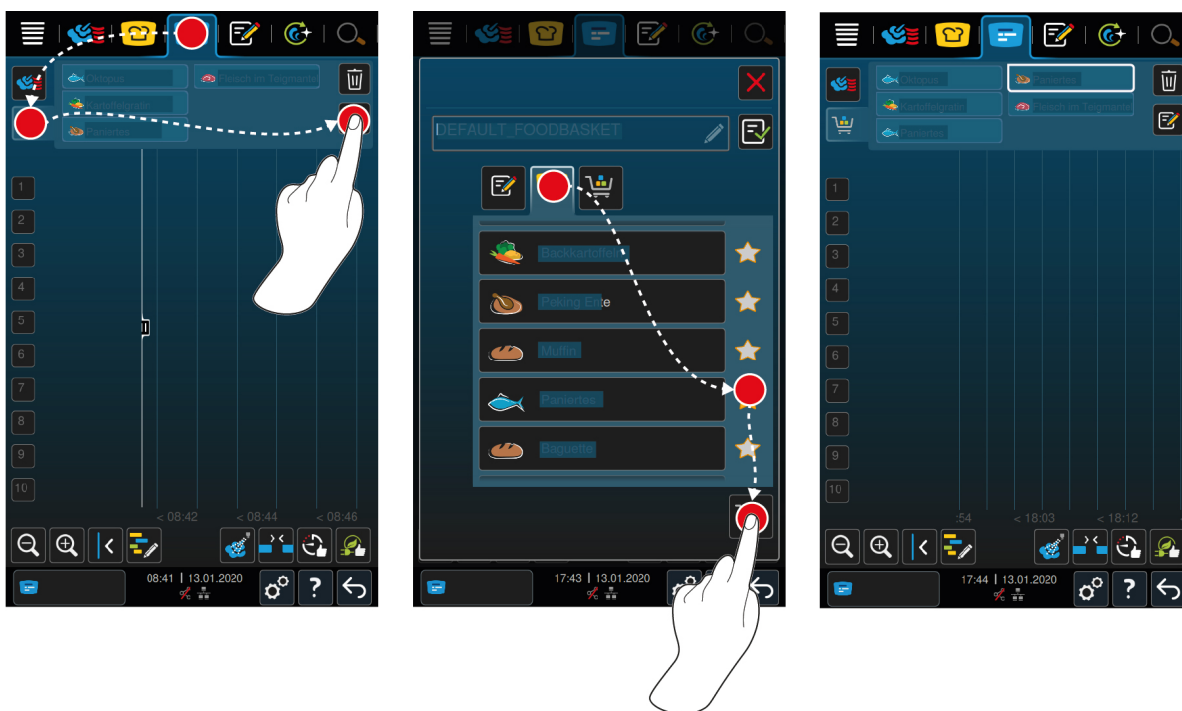 Oktopus
Fleisch im Teigmantel
Kartoffelgratin
Paniertes
1
2
3
4
5
6
7
8
9
10
< 08:42
< 08:44
< 08:46
08:41 | 13.01.2020
?
DEFAULT_FOODBASKET
Backkartoffeln
Peking Ente
Muffin
Paniertes
Baguette
17:43 | 13.01.2020
Oktopus
Paniertes
Kartoffelgratin
Fleisch im Teigmantel
Paniertes
1
2
3
4
5
6
7
8
9
10
:54
< 18:03
< 18:12
17:44 | 13.01.2020
?